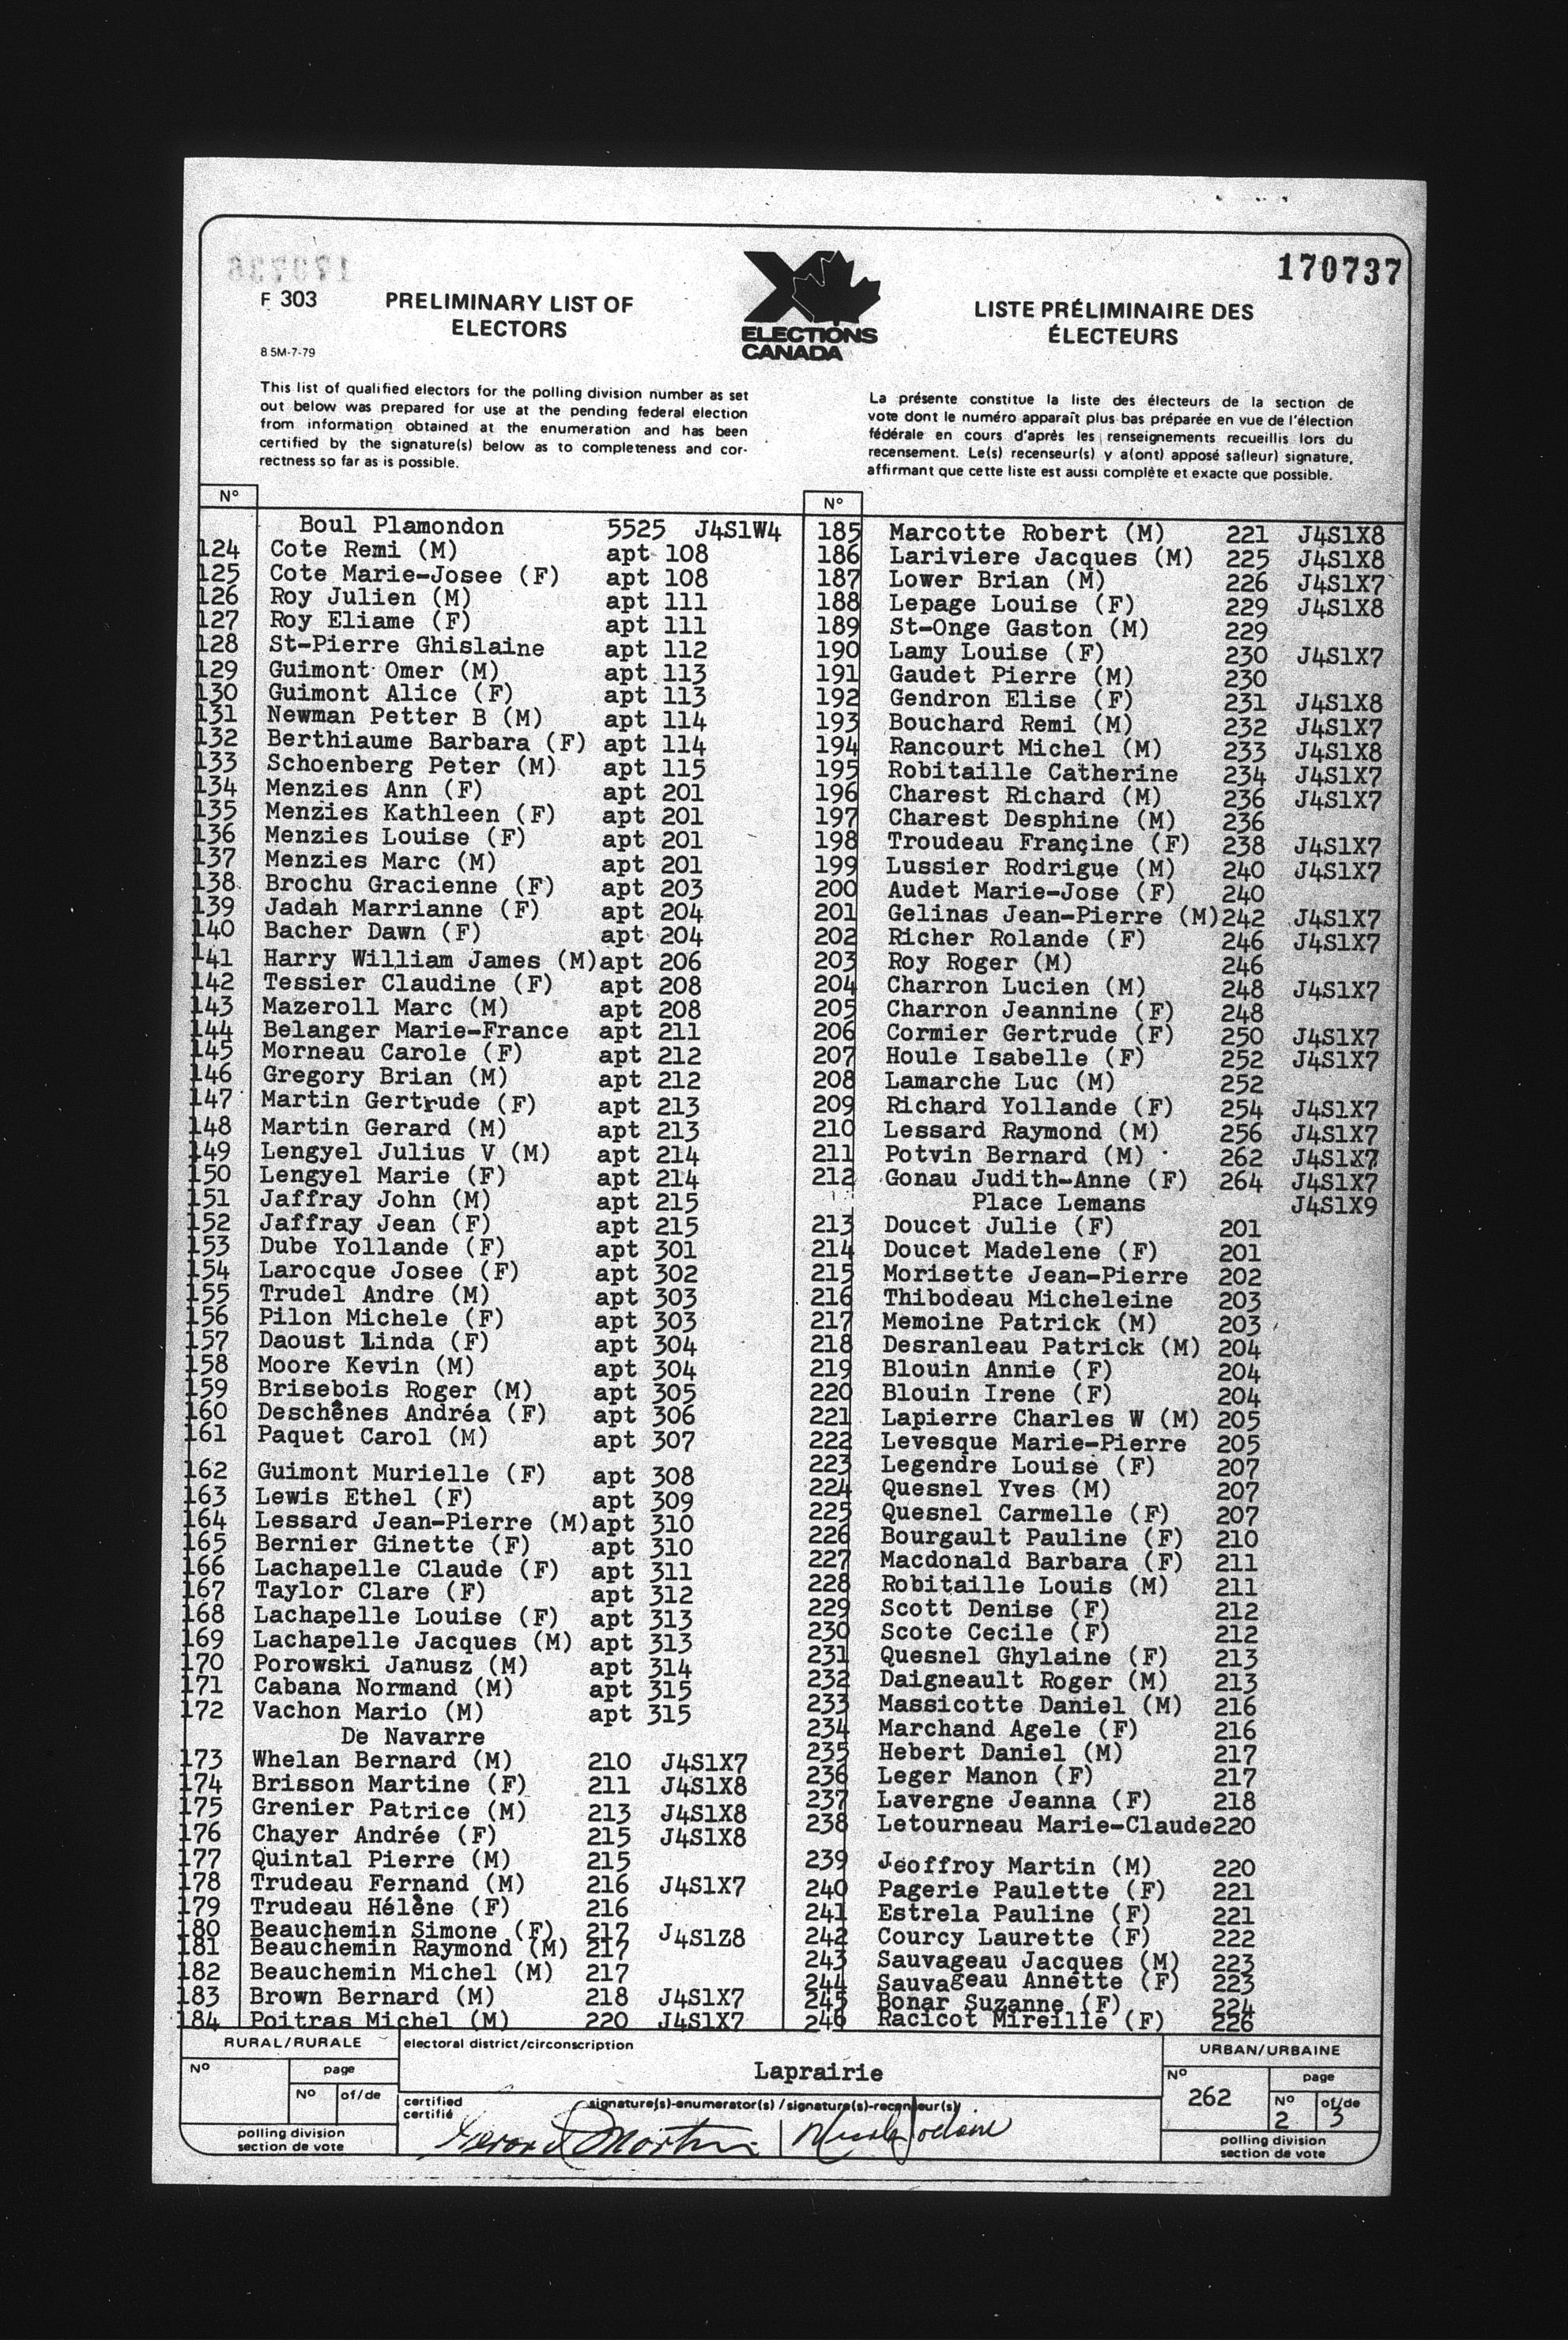 170737
F 303
PRELIMINARY LIST OF
ELECTORS
8 5M-7-79
ELECTIONS
CANADA
LISTE PRÉLIMINAIRE DES
ÉLECTEURS
This list of qualified electors for the polling division number as set
out below was prepared for use at the pending federal election
from information obtained at the enumeration and has been
certified by the signature(s) below as to completeness and cor-
rectness so far as is possible.
La présente constitue la liste des électeurs de la section de
vote dont le numéro apparaît plus bas préparée en vue de l'élection
fédérale en cours d'après les renseignements recueillis lors du
recensement. Le(s) recenseur(s) y a(ont) apposé sa(leur) signature,
affirmant que cette liste est aussi complète et exacte que possible.
Nº
Boul Plamondon 5525 J4S1W4
124 Cote Remi (M) apt 108
125 Cote Marie-Josee (F) apt 108
126 Roy Julien (M) apt 111
127 Roy Eliame (F) apt 111
128 St-Pierre Ghislaine apt 112
129 Guimont Omer (M) apt 113
130 Guimont Alice (F) apt 113
131 Newman Petter B (M) apt 114
132 Berthiaume Barbara (F) apt 114
133 Schoenberg Peter (M) apt 115
134 Menzies Ann (F) apt 201
135 Menzies Kathleen (F) apt 201
136 Menzies Louise (F) apt 201
137 Menzies Marc (M) apt 201
138 Brochu Gracienne (F) apt 203
139 Jadah Marrianne (F) apt 204
140 Bacher Dawn (F) apt 204
141 Harry William James (M)apt 206
142 Tessier Claudine (F) apt 208
143 Mazeroll Marc (M) apt 208
144 Belanger Marie-France apt 211
145 Morneau Carole (F) apt 212
146 Gregory Brian (M) apt 212
147 Martin Gertrude (F) apt 213
148 Martin Gerard (M) apt 213
149 Lengyel Julius V (M) apt 214
150 Lengyel Marie (F) apt 214
151 Jaffray John (M) apt 215
152 Jaffray Jean (F) apt 215
153 Dube Yollande (F) apt 301
154 Larocque Josee (F) apt 302
155 Trudel Andre (M) apt 303
156 Pilon Michele (F) apt 303
157 Daoust Linda (F) apt 304
158 Moore Kevin (M) apt 304
159 Brisebois Roger (M) apt 305
160 Deschênes Andréa (F) apt 306
161 Paquet Carol (M) apt 307
162 Guimont Murielle (F) apt 308
163 Lewis Ethel (F) apt 309
164 Lessard Jean-Pierre (M)apt 310
165 Bernier Ginette (F) apt 310
166 Lachapelle Claude (F) apt 311
167 Taylor Clare (F) apt 312
168 Lachapelle Louise (F) apt 313
169 Lachapelle Jacques (M) apt 313
170 Porowski Janusz (M) apt 314
171 Cabana Normand (M) apt 315
172 Vachon Mario (M) apt 315
De Navarre
173 Whelan Bernard (M) 210 J4S1X7
174 Brisson Martine (F) 211 J4S1X8
175 Grenier Patrice (M) 213 J4S1X8
176 Chayer Andrée (F) 215 J4S1X8
177 Quintal Pierre (M) 215
178 Trudeau Fernand (M) 216 J4S1X7
179 Trudeau Hélène (F) 216
180 Beauchemin Simone (F) 217 J4S1Z8
181 Beauchemin Raymond (M) 217
182 Beauchemin Michel (M) 217
183 Brown Bernard (M) 218 J4S1X7
184 Poitras Michel (M) 220 J4S1X7
Nº
185 Marcotte Robert (M) 221 J4S1X8
186 Lariviere Jacques (M) 225 J4S1X8
187 Lower Brian (M) 226 J4S1X7
188 Lepage Louise (F) 229 J4S1X8
189 St-Onge Gaston (M) 229
190 Lamy Louise (F) 230 J4S1X7
191 Gaudet Pierre (M) 230
192 Gendron Elise (F) 231 J4S1X8
193 Bouchard Remi (M) 232 J4S1X7
194 Rancourt Michel (M) 233 J4S1X8
195 Robitaille Catherine 234 J4S1X7
196 Charest Richard (M) 236 J4S1X7
197 Charest Desphine (M) 236
198 Troudeau Françine (F) 238 J4S1X7
199 Lussier Rodrigue (M) 240 J4S1X7
200 Audet Marie-Jose (F) 240
201 Gelinas Jean-Pierre (M)242 J4S1X7
202 Richer Rolande (F) 246 J4S1X7
203 Roy Roger (M) 246
204 Charron Lucien (M) 248 J4S1X7
205 Charron Jeannine (F) 248
206 Cormier Gertrude (F) 250 J4S1X7
207 Houle Isabelle (F) 252 J4S1X7
208 Lamarche Luc (M) 252
209 Richard Yollande (F) 254 J4S1X7
210 Lessard Raymond (M) 256 J4S1X7
211 Potvin Bernard (M) 262 J4S1X7
212 Gonau Judith-Anne (F) 264 J4S1X7
Place Lemans J4S1X9
213 Doucet Julie (F) 201
214 Doucet Madelene (F) 201
215 Morisette Jean-Pierre 202
216 Thibodeau Micheleine 203
217 Memoine Patrick (M) 203
218 Desranleau Patrick (M) 204
219 Blouin Annie (F) 204
220 Blouin Irene (F) 204
221 Lapierre Charles W (M) 205
222 Levesque Marie-Pierre 205
223 Legendre Louise (F) 207
224 Quesnel Yves (M) 207
225 Quesnel Carmelle (F) 207
226 Bourgault Pauline (F) 210
227 Macdonald Barbara (F) 211
228 Robitaille Louis (M) 211
229 Scott Denise (F) 212
230 Scote Cecile (F) 212
231 Quesnel Ghylaine (F) 213
232 Daigneault Roger (M) 213
233 Massicotte Daniel (M) 216
234 Marchand Agele (F) 216
235 Hebert Daniel (M) 217
236 Leger Manon (F) 217
237 Lavergne Jeanna (F) 218
238 Letourneau Marie-Claude220
239 Jeoffroy Martin (M) 220
240 Pagerie Paulette (F) 221
241 Estrela Pauline (F) 221
242 Courcy Laurette (F) 222
243 Sauvageau Jacques (M) 223
244 Sauvageau Annette (F) 223
245 Bonar Suzanne (F) 224
246 Racicot Mireille (F) 226
RURAL/RURALE
Nº
page
Nº of/de
polling division
section de vote
electoral district/circonscription
Laprairie
certified
certifié
signature(s)-enumerator(s) / signature(s)-recenseur(s)
Gerard Martin
URBAN/URBAINE
Nº
262
page
Nº of/de
2 3
polling division
section de vote